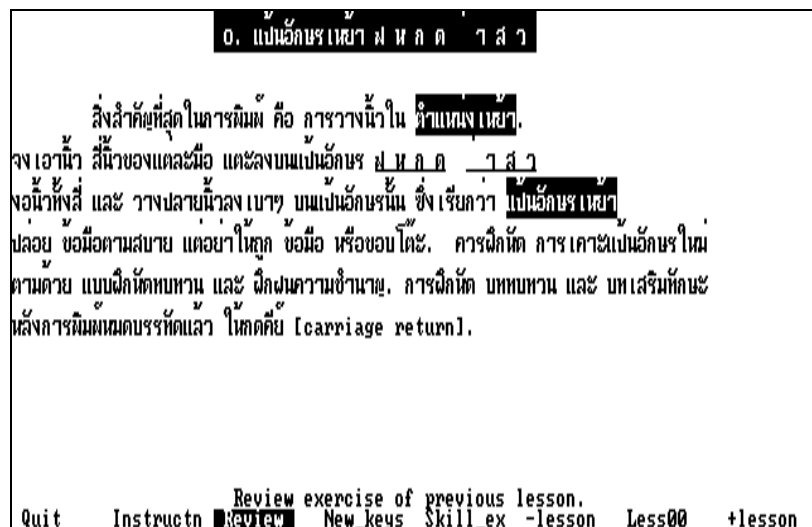 ๐. แป้นอักษรเหย้า ฝ ห ก ด ่ า ส ว
สิ่งสำคัญที่สุดในการพิมพ์ คือ การวางนิ้วใน ตำแหน่งเหย้า.
จงเอานิ้ว สี่นิ้วของแต่ละมือ แตะลงบนแป้นอักษร ฝ ห ก ด ่ า ส ว
งอนิ้วทั้งสี่ และ วางปลายนิ้วลงเบาๆ บนแป้นอักษรนั้น ซึ่งเรียกว่า แป้นอักษรเหย้า
ปล่อย ข้อมือตามสบาย แต่อย่าให้ถูก ข้อมือ หรือขอบโต๊ะ. ควรฝึกหัด การเคาะแป้นอักษรใหม่
ตามด้วย แบบฝึกหัดทบทวน และ ฝึกฝนความชำนาญ. การฝึกหัด บททบทวน และ บทเสริมทักษะ
หลังการพิมพ์หมดบรรทัดแล้ว ให้กดคีย์ [carriage return].
Review exercise of previous lesson.
Quit Instructn Review New_keys Skill_ex -lesson Less00 +lesson